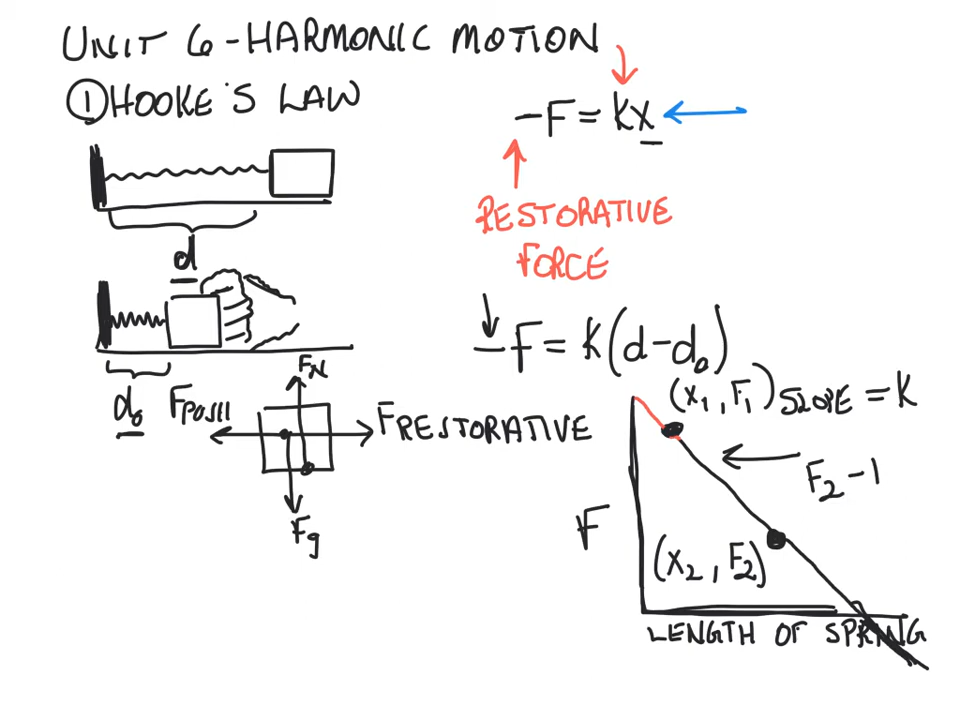 UNIT 6-HARMONIC MOTION
① HOOKE'S LAW
-F = kx
RESTORATIVE
FORCE
d
-F = K(d-d₀)
d₀
FN
FPUSH
FRESTORATIVE
Fg
(x₁, F₁)
SLOPE = K
F₂-1
F
(x₂, F₂)
LENGTH OF SPRING